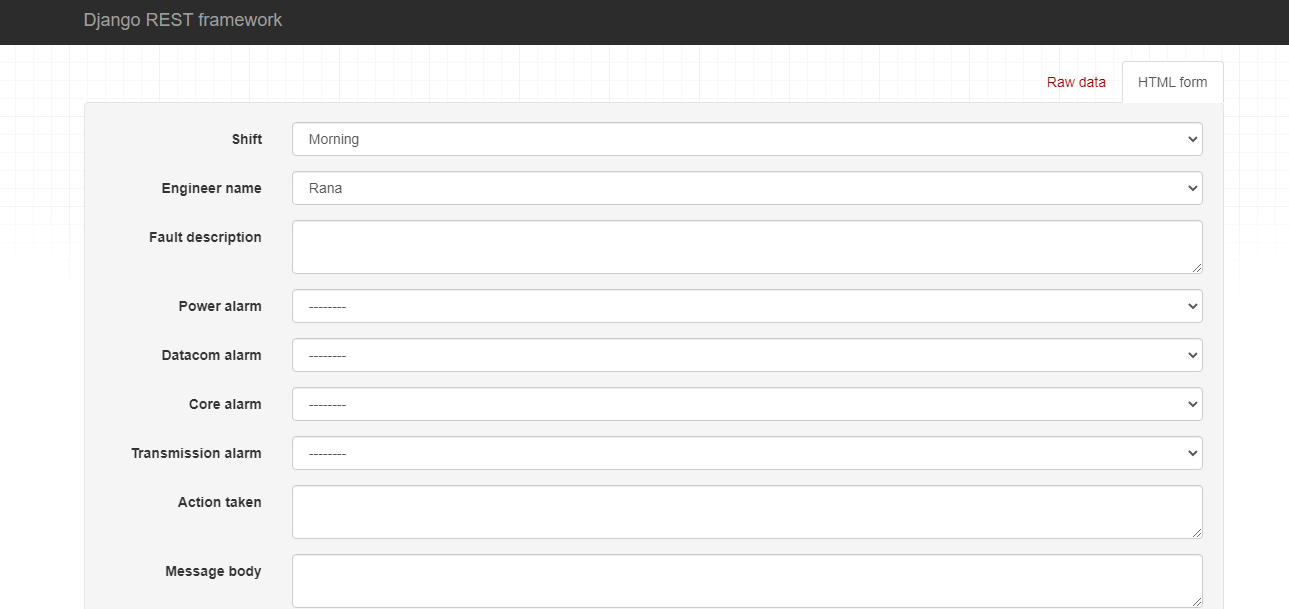 Django REST framework
Raw data HTML form
Shift Morning
Engineer name Rana
Fault description
Power alarm --------
Datacom alarm --------
Core alarm --------
Transmission alarm --------
Action taken
Message body